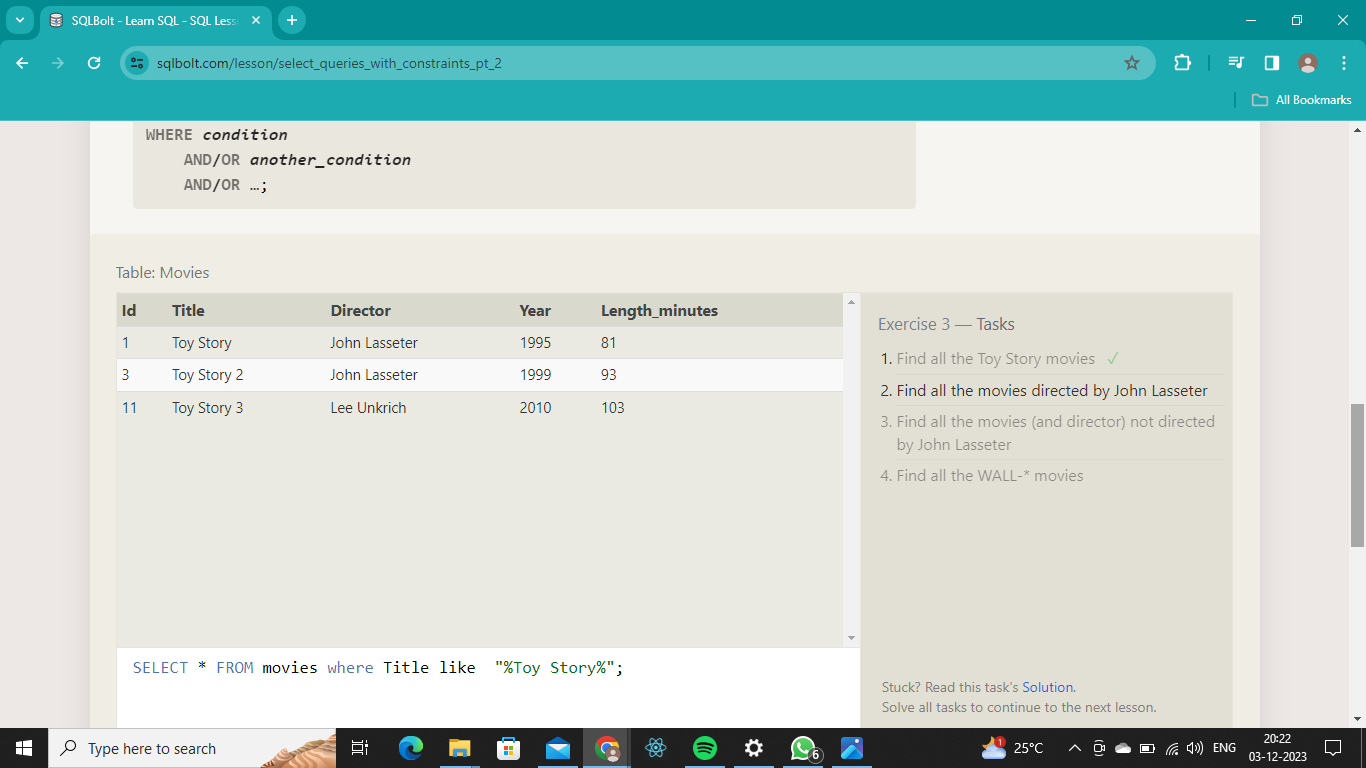 SQLBolt - Learn SQL - SQL Less
sqlbolt.com/lesson/select_queries_with_constraints_pt_2
All Bookmarks
WHERE condition
AND/OR another_condition
AND/OR …;
Table: Movies
Id Title Director Year Length_minutes
1 Toy Story John Lasseter 1995 81
3 Toy Story 2 John Lasseter 1999 93
11 Toy Story 3 Lee Unkrich 2010 103
Exercise 3 — Tasks
1. Find all the Toy Story movies ✓
2. Find all the movies directed by John Lasseter
3. Find all the movies (and director) not directed
by John Lasseter
4. Find all the WALL-* movies
SELECT * FROM movies where Title like "%Toy Story%";
Stuck? Read this task's Solution.
Solve all tasks to continue to the next lesson.
Type here to search
6
1
25°C
ENG
20:22
03-12-2023